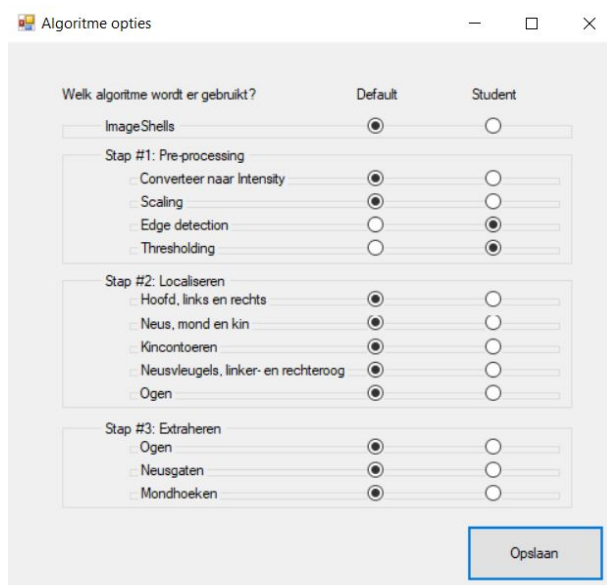 Algoritme opties
Welk algoritme wordt er gebruikt? Default Student
ImageShells
Stap #1: Pre-processing
Converteer naar Intensity
Scaling
Edge detection
Thresholding
Stap #2: Localiseren
Hoofd, links en rechts
Neus, mond en kin
Kincontoeren
Neusvleugels, linker- en rechteroog
Ogen
Stap #3: Extraheren
Ogen
Neusgaten
Mondhoeken
Opslaan